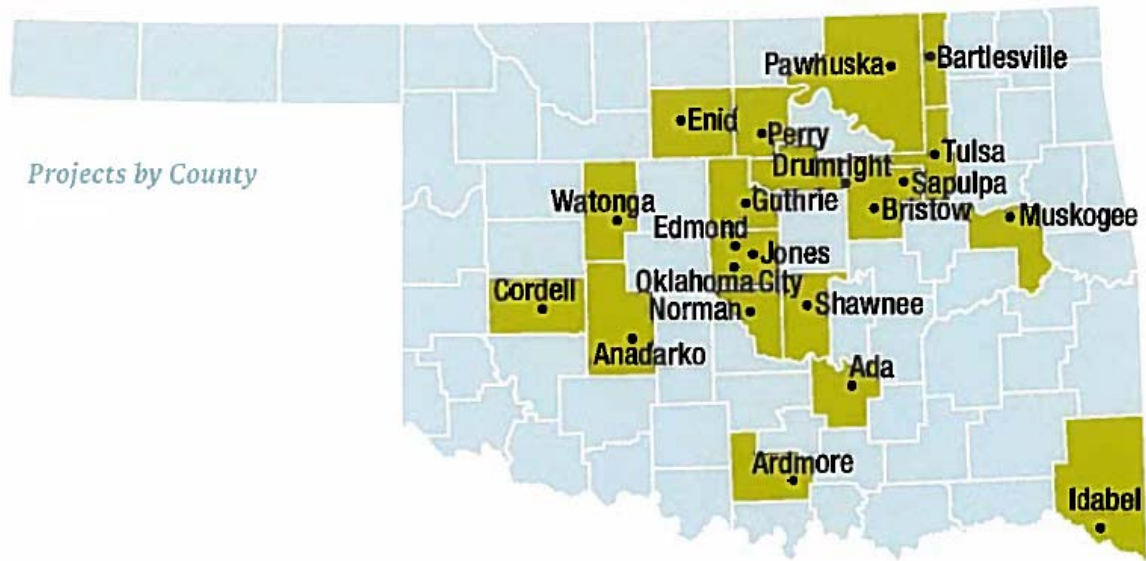 Pawhuska
Bartlesville
Enid
Perry
Tulsa
Drumright
Projects by County
Sapulpa
Watonga
Guthrie
Bristow
Muskogee
Edmond
Jones
Oklahoma City
Cordell
Norman
Shawnee
Anadarko
Ada
Ardmore
Idabel